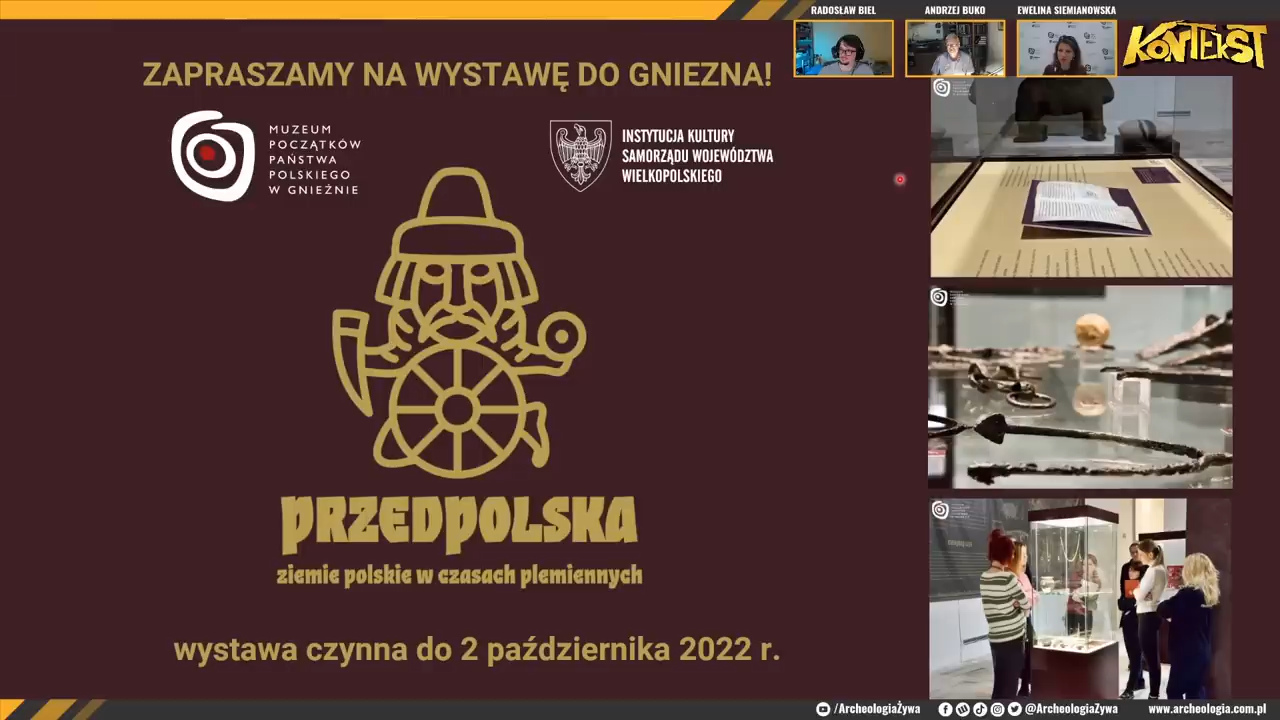 RADOSŁAW BIEL
ANDRZEJ BUKO
EWELINA SIEMIANOWSKA
KONTEKST
ZAPRASZAMY NA WYSTAWĘ DO GNIEZNA!
MUZEUM
POCZĄTKÓW
PAŃSTWA
POLSKIEGO
W GNIEŹNIE
INSTYTUCJA KULTURY
SAMORZĄDU WOJEWÓDZTWA
WIELKOPOLSKIEGO
PRZEDPOLSKA
ziemie polskie w czasach plemiennych
wystawa czynna do 2 października 2022 r.
/ArcheologiaŻywa
@ArcheologiaŻywa
www.archeologia.com.pl